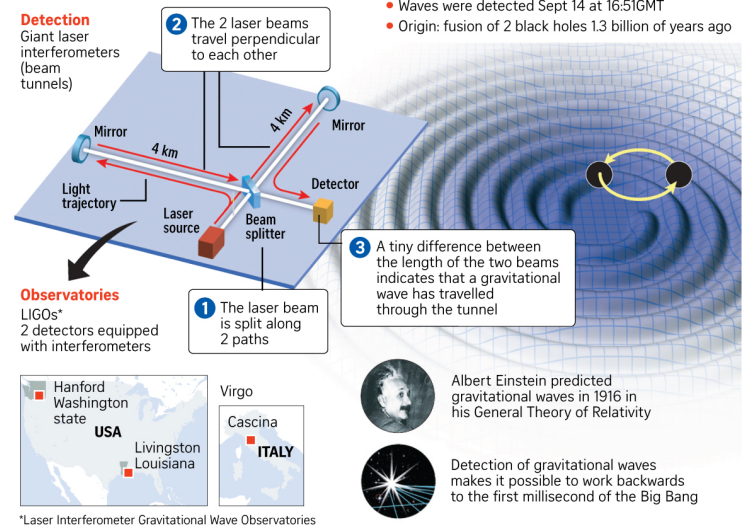 Detection
Giant laser
interferometers
(beam
tunnels)
2 The 2 laser beams
travel perpendicular
to each other
• Waves were detected Sept 14 at 16:51GMT
• Origin: fusion of 2 black holes 1.3 billion of years ago
Mirror
4 km
4 km
Mirror
Light
trajectory
Laser
source
Beam
splitter
Detector
3 A tiny difference between
the length of the two beams
indicates that a gravitational
wave has travelled
through the tunnel
1 The laser beam
is split along
2 paths
Observatories
LIGOs*
2 detectors equipped
with interferometers
Hanford
Washington
state
USA
Livingston
Louisiana
Virgo
Cascina
ITALY
Albert Einstein predicted
gravitational waves in 1916 in
his General Theory of Relativity
Detection of gravitational waves
makes it possible to work backwards
to the first millisecond of the Big Bang
*Laser Interferometer Gravitational Wave Observatories